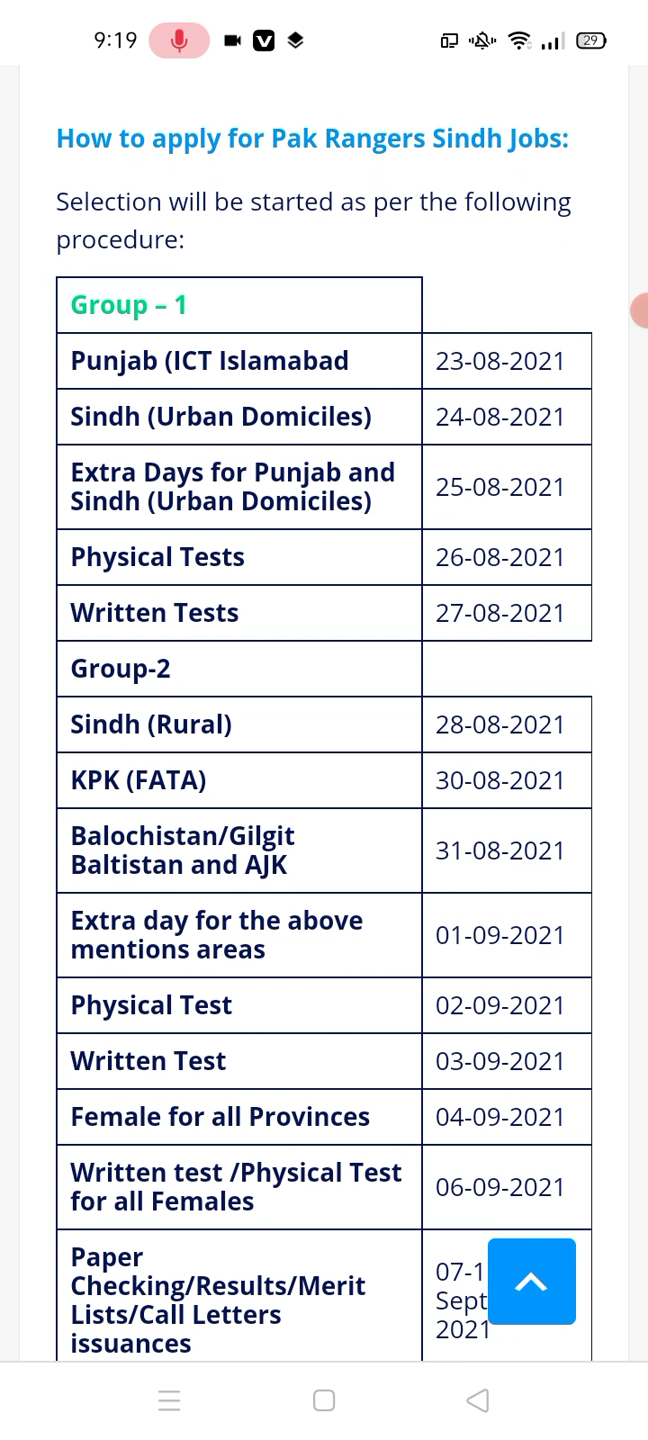 9:19
29
How to apply for Pak Rangers Sindh Jobs:
Selection will be started as per the following
procedure:
Group – 1
Punjab (ICT Islamabad
23-08-2021
Sindh (Urban Domiciles)
24-08-2021
Extra Days for Punjab and
Sindh (Urban Domiciles)
25-08-2021
Physical Tests
26-08-2021
Written Tests
27-08-2021
Group-2
Sindh (Rural)
28-08-2021
KPK (FATA)
30-08-2021
Balochistan/Gilgit
Baltistan and AJK
31-08-2021
Extra day for the above
mentions areas
01-09-2021
Physical Test
02-09-2021
Written Test
03-09-2021
Female for all Provinces
04-09-2021
Written test /Physical Test
for all Females
06-09-2021
Paper
Checking/Results/Merit
Lists/Call Letters
issuances
07-1
Sept
2021